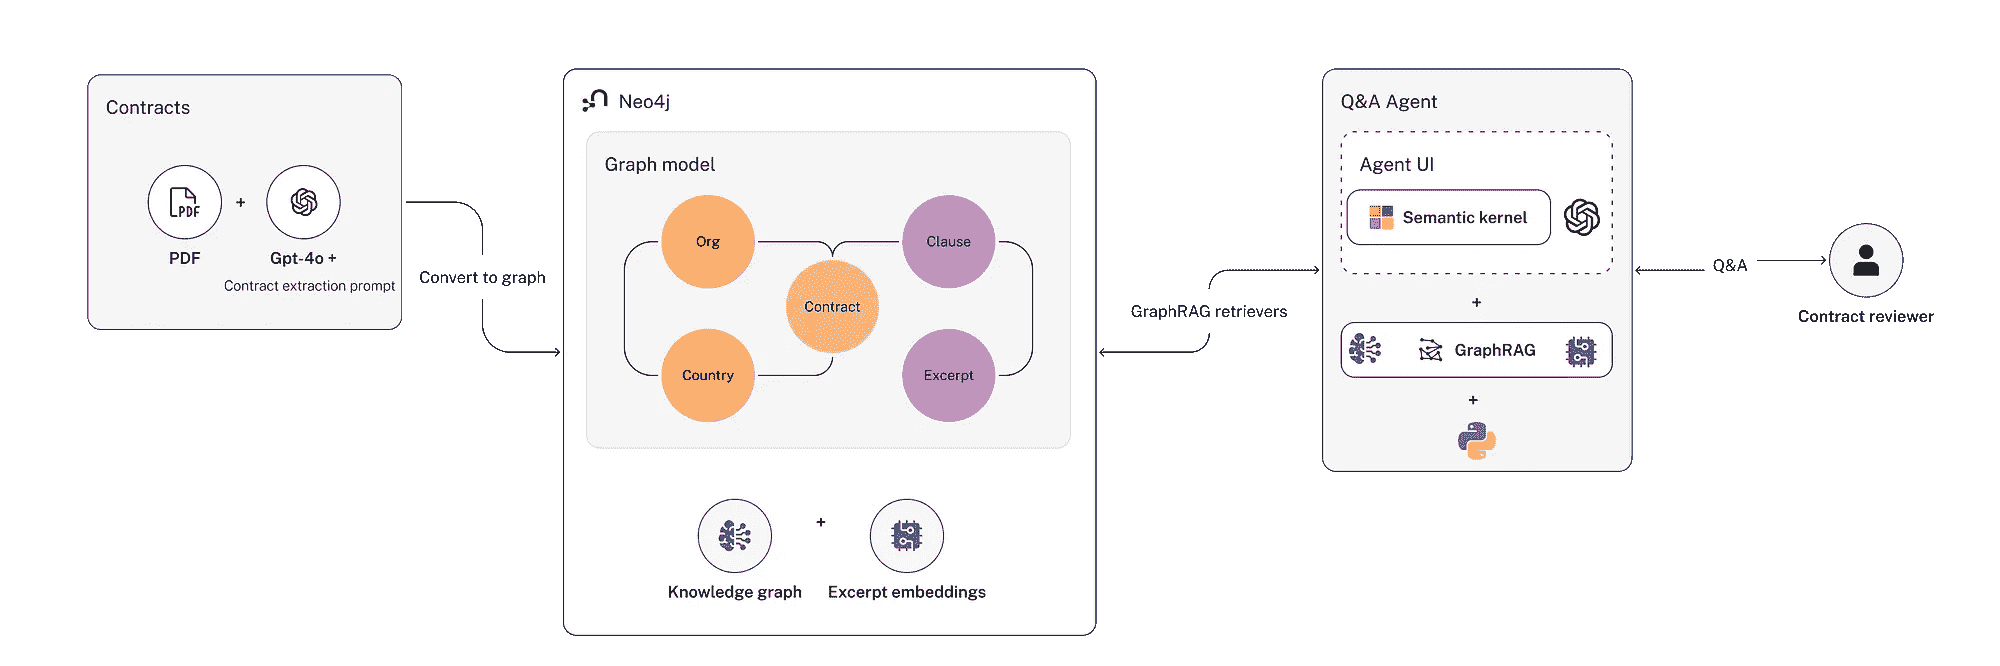 Contracts
PDF
+
PDF
Gpt-4o +
Contract extraction prompt
Convert to graph
Neo4j
Graph model
Org
Clause
Contract
Country
Excerpt
+
Knowledge graph
Excerpt embeddings
GraphRAG retrievers
Q&A Agent
Agent UI
Semantic kernel
+
GraphRAG
+
Q&A
Contract reviewer